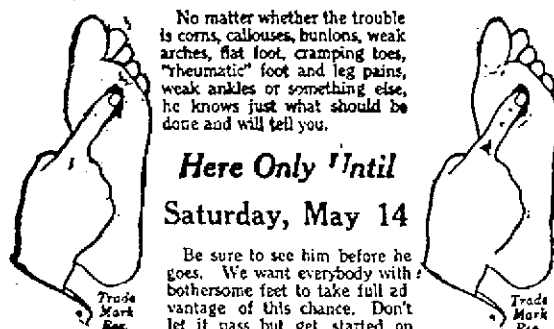 No matter whether the trouble
is corns, callouses, bunions, weak
arches, flat foot, cramping toes,
"rheumatic" foot and leg pains,
weak ankles or something else,
he knows just what should be
done and will tell you.
Here Only Until
Saturday, May 14
Be sure to see him before he
goes. We want everybody with
bothersome feet to take full ad
vantage of this chance. Don't
let it pass but get started on
Trade
Mark
Reg.
Trade
Mark
Reg.